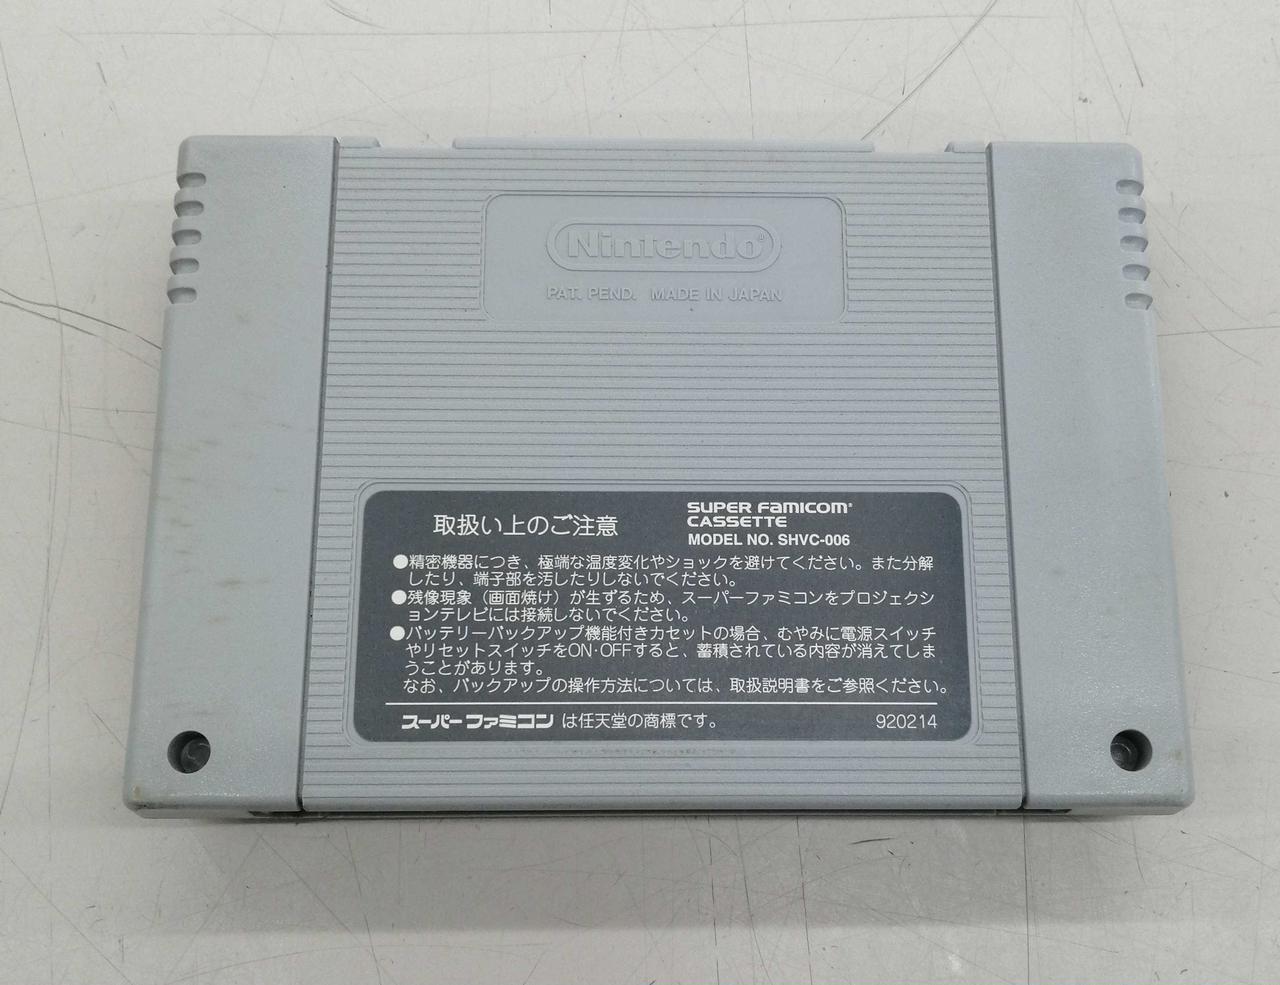 Nintendo®
PAT. PEND. MADE IN JAPAN
取扱い上のご注意
SUPER FAMICOM®
CASSETTE
MODEL NO. SHVC-006
●精密機器につき、極端な温度変化やショックを避けてください。また分解
したり、端子部を汚したりしないでください。
●残像現象（画面焼け）が生ずるため、スーパーファミコンをプロジェクシ
ョンテレビには接続しないでください。
●バッテリーバックアップ機能付きカセットの場合、むやみに電源スイッチ
やリセットスイッチをON·OFFすると、蓄積されている内容が消えてしま
うことがあります。
なお、バックアップの操作方法については、取扱説明書をご参照ください。
スーパーファミコン は任天堂の商標です。
920214